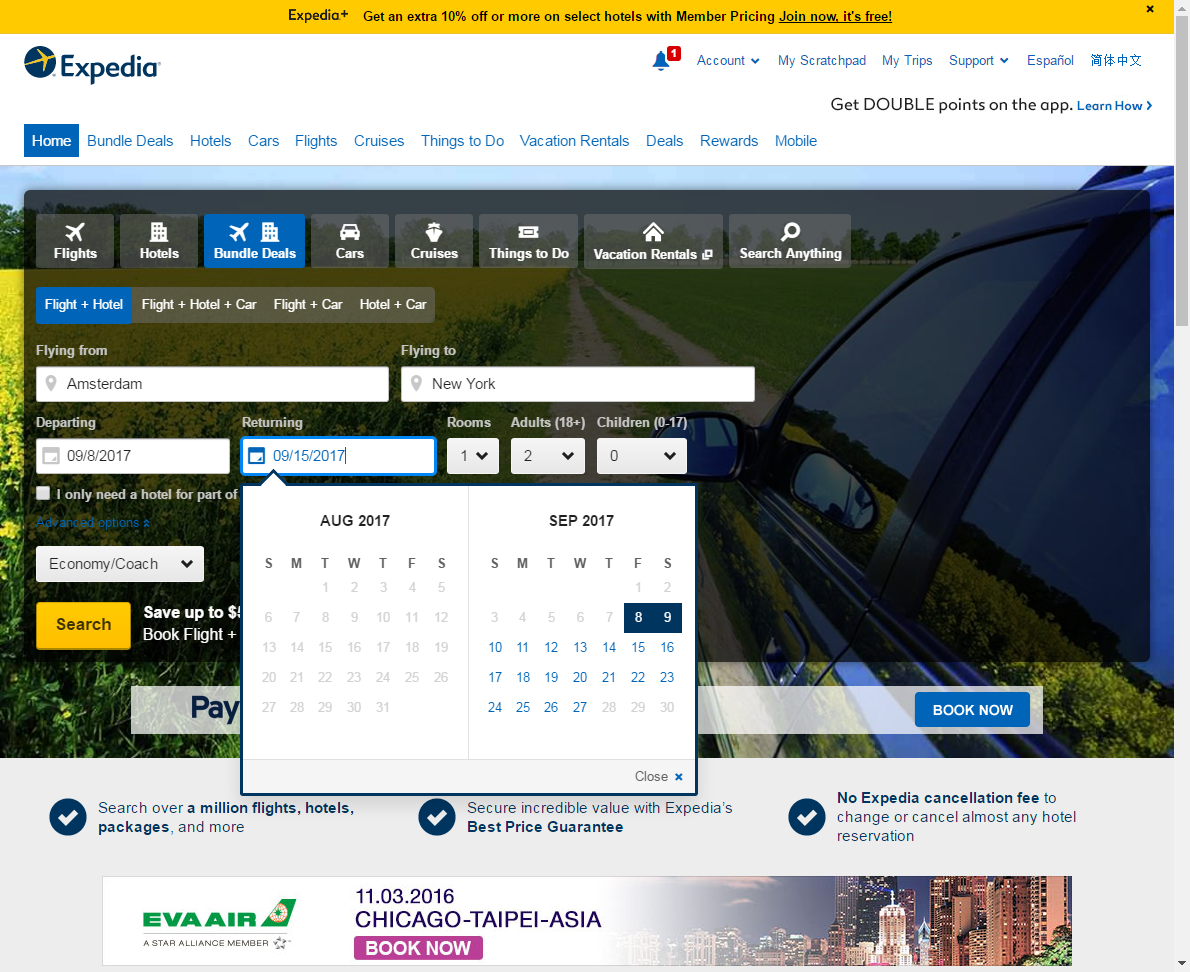 Expedia+ Get an extra 10% off or more on select hotels with Member Pricing Join now, it's free! ×
Expedia
1 Account My Scratchpad My Trips Support Español 简体中文
Get DOUBLE points on the app. Learn How ›
Home Bundle Deals Hotels Cars Flights Cruises Things to Do Vacation Rentals Deals Rewards Mobile
Flights Hotels Bundle Deals Cars Cruises Things to Do Vacation Rentals Search Anything
Flight + Hotel Flight + Hotel + Car Flight + Car Hotel + Car
Flying from Flying to
Amsterdam New York
Departing Returning Rooms Adults (18+) Children (0-17)
09/8/2017 09/15/2017 1 2 0
I only need a hotel for part of
Advanced options
Economy/Coach
Search
Save up to $
Book Flight +
AUG 2017
S M T W T F S
1 2 3 4 5
6 7 8 9 10 11 12
13 14 15 16 17 18 19
20 21 22 23 24 25 26
27 28 29 30 31
SEP 2017
S M T W T F S
1 2
3 4 5 6 7 8 9
10 11 12 13 14 15 16
17 18 19 20 21 22 23
24 25 26 27 28 29 30
Close ×
Pay
BOOK NOW
Search over a million flights, hotels,
packages, and more
Secure incredible value with Expedia's
Best Price Guarantee
No Expedia cancellation fee to
change or cancel almost any hotel
reservation
EVA AIR
A STAR ALLIANCE MEMBER
11.03.2016
CHICAGO-TAIPEI-ASIA
BOOK NOW